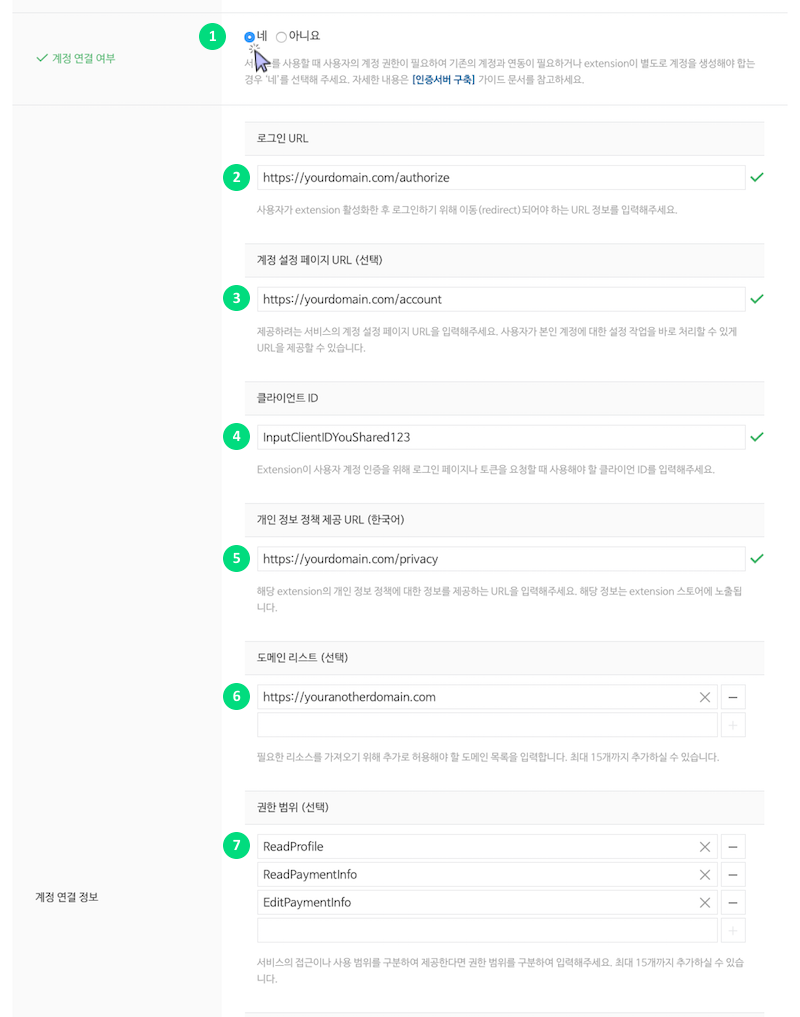 1
네 아니요
계정 연결 여부
를 사용할 때 사용자의 계정 권한이 필요하여 기존의 계정과 연동이 필요하거나 extension이 별도로 계정을 생성해야 합는
경우 '네'를 선택해 주세요. 자세한 내용은 [인증서버 구축] 가이드 문서를 참고하세요.
로그인 URL
2
https://yourdomain.com/authorize
사용자가 extension 활성화한 후 로그인하기 위해 이동(redirect)되어야 하는 URL 정보를 입력해주세요.
계정 설정 페이지 URL (선택)
3
https://yourdomain.com/account
제공하려는 서비스의 계정 설정 페이지 URL을 입력해주세요. 사용자가 본인 계정에 대한 설정 작업을 바로 처리할 수 있게
URL을 제공할 수 있습니다.
클라이언트 ID
4
InputClientIDYouShared123
Extension이 사용자 계정 인증을 위해 로그인 페이지나 토큰을 요청할 때 사용해야 할 클라이언 ID를 입력해주세요.
개인 정보 정책 제공 URL (한국어)
5
https://yourdomain.com/privacy
해당 extension의 개인 정보 정책에 대한 정보를 제공하는 URL을 입력해주세요. 해당 정보는 extension 스토어에 노출됩
니다.
도메인 리스트 (선택)
6
https://youranotherdomain.com
필요한 리소스를 가져오기 위해 추가로 허용해야 할 도메인 목록을 입력합니다. 최대 15개까지 추가하실 수 있습니다.
권한 범위 (선택)
7
ReadProfile
ReadPaymentInfo
계정 연결 정보
EditPaymentInfo
서비스의 접근이나 사용 범위를 구분하여 제공한다면 권한 범위를 구분하여 입력해주세요. 최대 15개까지 추가하실 수 있습
니다.